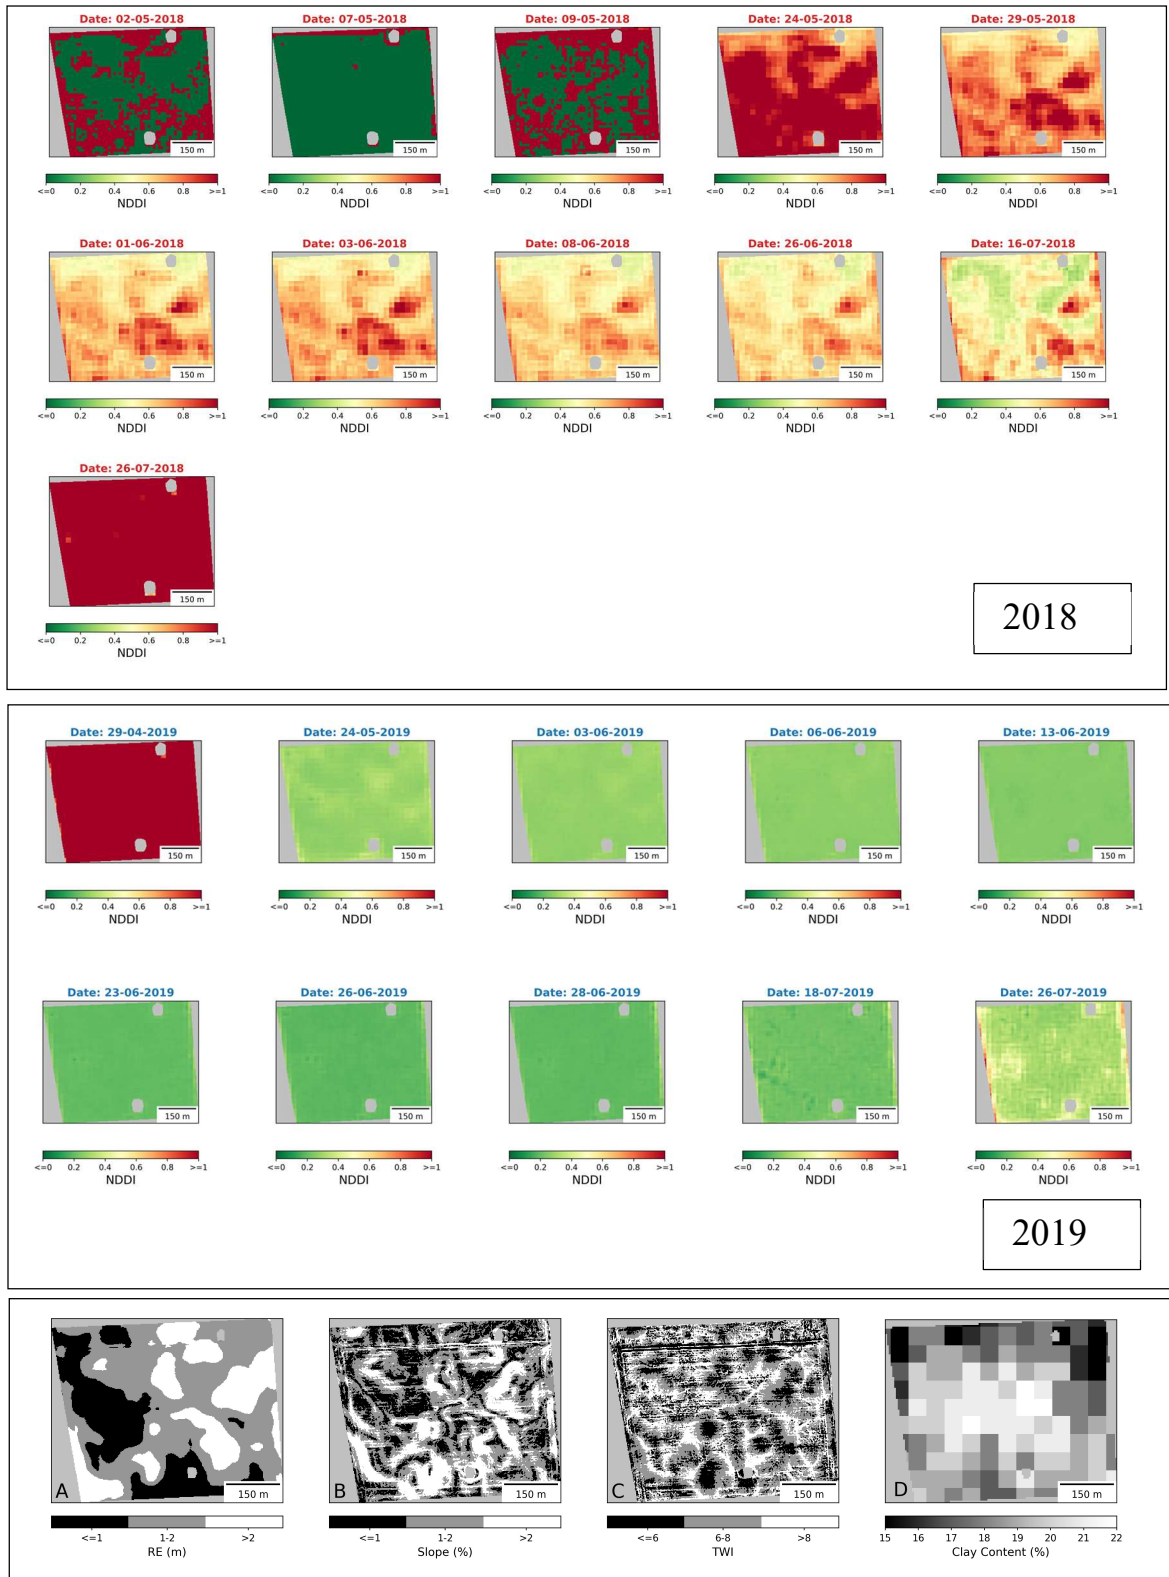 Date: 02-05-2018 Date: 07-05-2018 Date: 09-05-2018 Date: 24-05-2018 Date: 29-05-2018
150 m 150 m 150 m 150 m 150 m
<=0 0.2 0.4 0.6 0.8 >=1 <=0 0.2 0.4 0.6 0.8 >=1 <=0 0.2 0.4 0.6 0.8 >=1 <=0 0.2 0.4 0.6 0.8 >=1 <=0 0.2 0.4 0.6 0.8 >=1
NDDI NDDI NDDI NDDI NDDI
Date: 01-06-2018 Date: 03-06-2018 Date: 08-06-2018 Date: 26-06-2018 Date: 16-07-2018
150 m 150 m 150 m 150 m 150 m
<=0 0.2 0.4 0.6 0.8 >=1 <=0 0.2 0.4 0.6 0.8 >=1 <=0 0.2 0.4 0.6 0.8 >=1 <=0 0.2 0.4 0.6 0.8 >=1 <=0 0.2 0.4 0.6 0.8 >=1
NDDI NDDI NDDI NDDI NDDI
Date: 26-07-2018
150 m
<=0 0.2 0.4 0.6 0.8 >=1
NDDI
2018
Date: 29-04-2019 Date: 24-05-2019 Date: 03-06-2019 Date: 06-06-2019 Date: 13-06-2019
150 m 150 m 150 m 150 m 150 m
<=0 0.2 0.4 0.6 0.8 >=1 <=0 0.2 0.4 0.6 0.8 >=1 <=0 0.2 0.4 0.6 0.8 >=1 <=0 0.2 0.4 0.6 0.8 >=1 <=0 0.2 0.4 0.6 0.8 >=1
NDDI NDDI NDDI NDDI NDDI
Date: 23-06-2019 Date: 26-06-2019 Date: 28-06-2019 Date: 18-07-2019 Date: 26-07-2019
150 m 150 m 150 m 150 m 150 m
<=0 0.2 0.4 0.6 0.8 >=1 <=0 0.2 0.4 0.6 0.8 >=1 <=0 0.2 0.4 0.6 0.8 >=1 <=0 0.2 0.4 0.6 0.8 >=1 <=0 0.2 0.4 0.6 0.8 >=1
NDDI NDDI NDDI NDDI NDDI
2019
A 150 m B 150 m C 150 m D 150 m
<=1 1-2 >2 <=1 1-2 >2 <=6 6-8 >8 15 16 17 18 19 20 21 22
RE (m) Slope (%) TWI Clay Content (%)